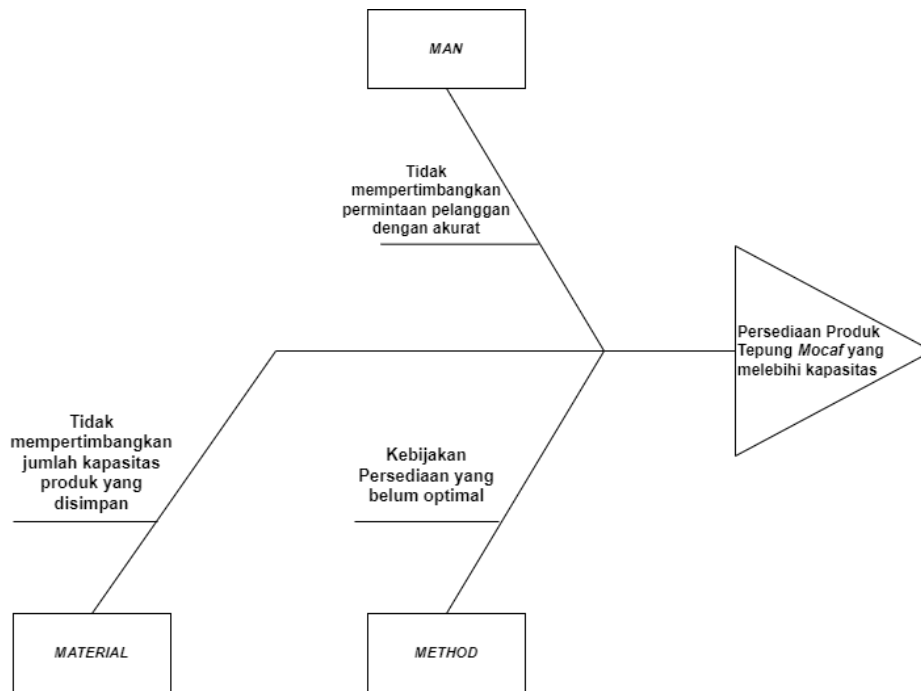 MAN
Tidak
mempertimbangkan
permintaan pelanggan
dengan akurat
Persediaan Produk
Tepung Mocaf yang
melebihi kapasitas
Tidak
mempertimbangkan
jumlah kapasitas
produk yang
disimpan
Kebijakan
Persediaan yang
belum optimal
MATERIAL
METHOD